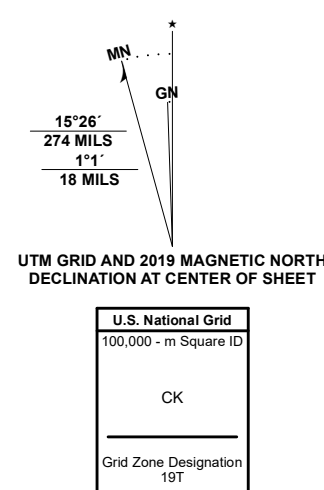 ★
MN
GN
15°26´
274 MILS
1°1´
18 MILS
UTM GRID AND 2019 MAGNETIC NORTH
DECLINATION AT CENTER OF SHEET
U.S. National Grid
100,000 - m Square ID
CK
Grid Zone Designation
19T